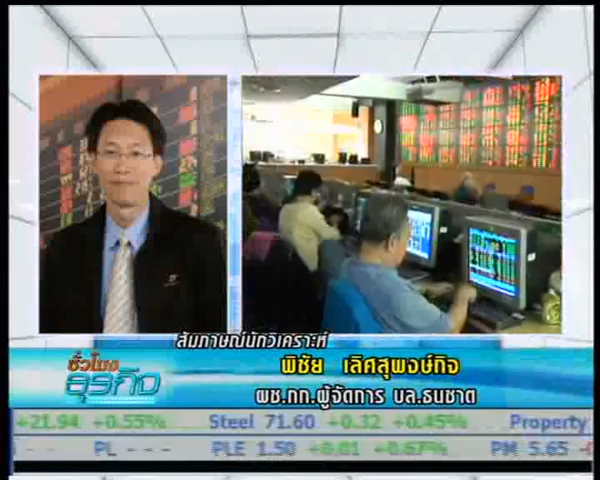 สัมภาษณ์นักวิเคราะห์
ชั่วโมง
ธุรกิจ
พิชัย เลิศสุพงษ์กิจ
ผช.กก.ผู้จัดการ บล.ธนชาต
+21.94 +0.55% Steel 71.60 +0.32 +0.45% Property
- - PL - - - PLE 1.50 +0.01 +0.67% PM 5.65